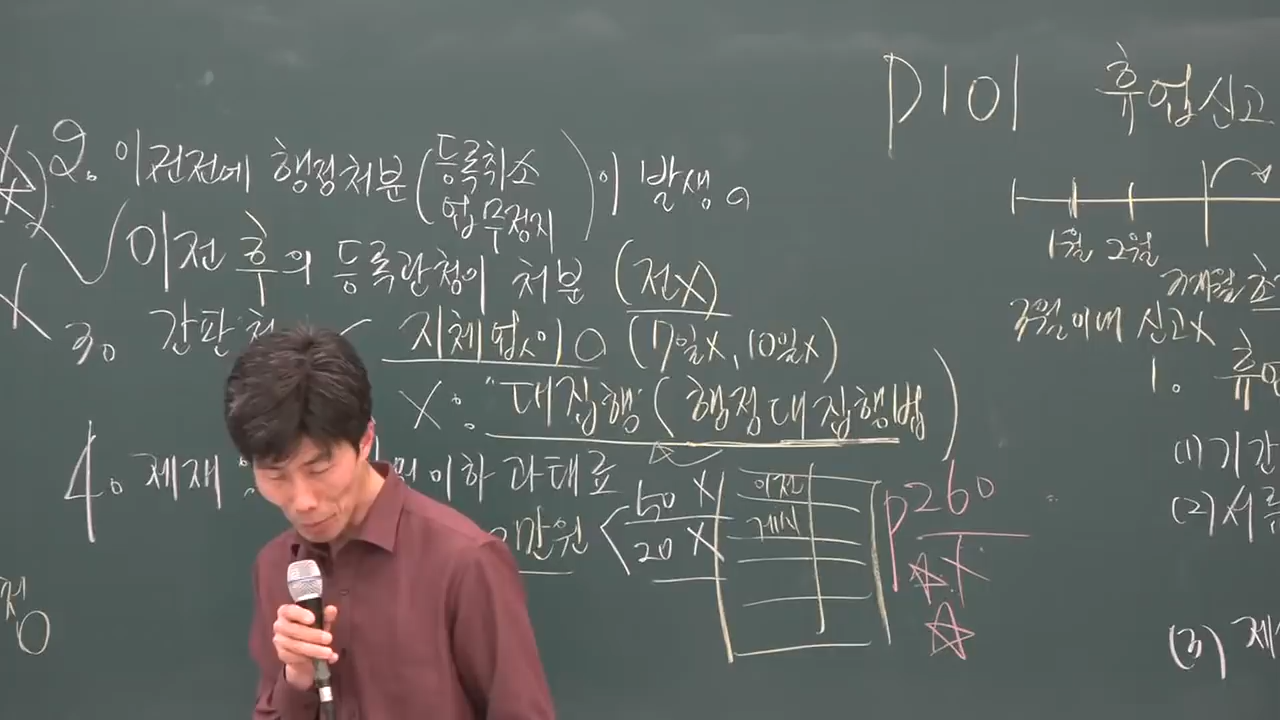 2. 이전전에 행정처분(등록취소
업무정지)이 발생.
이전 후의 등록관청이 처분 (전X)
3. 간판철 지체없이 O (7일X, 10일X)
X : "대집행"(행정대집행법)
4. 제재 이하 과태료
만원 < 50 X
20 X
이전
게시
P260
X
P101 휴업신고
1월 2월
3개월 초
3월이내 신고X
1. 휴업
(1) 기간
(2) 서류
(3) 제